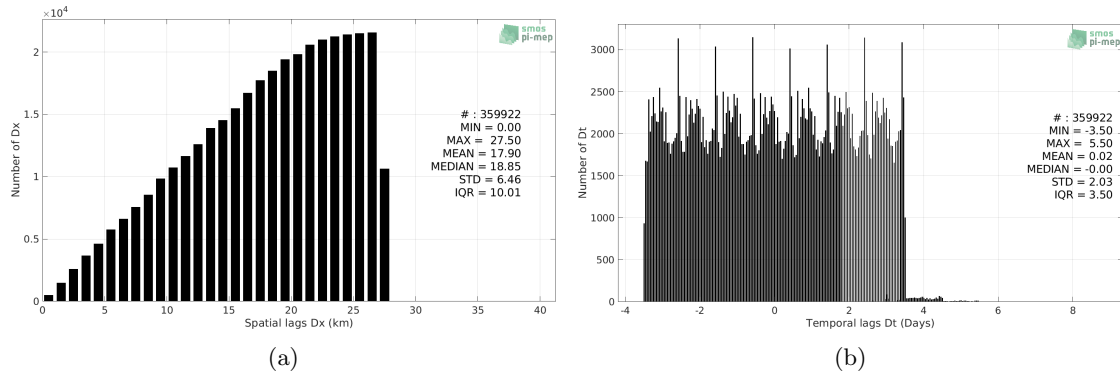 ×10⁴
2
1.5
1
0.5
0
Number of Dx
0 5 10 15 20 25 30 35 40
Spatial lags Dx (km)
smos
pi-mep
# : 359922
MIN = 0.00
MAX = 27.50
MEAN = 17.90
MEDIAN = 18.85
STD = 6.46
IQR = 10.01
(a)
3000
2500
2000
1500
1000
500
0
Number of Dt
-4 -2 0 2 4 6 8
Temporal lags Dt (Days)
smos
pi-mep
# : 359922
MIN = -3.50
MAX = 5.50
MEAN = 0.02
MEDIAN = -0.00
STD = 2.03
IQR = 3.50
(b)